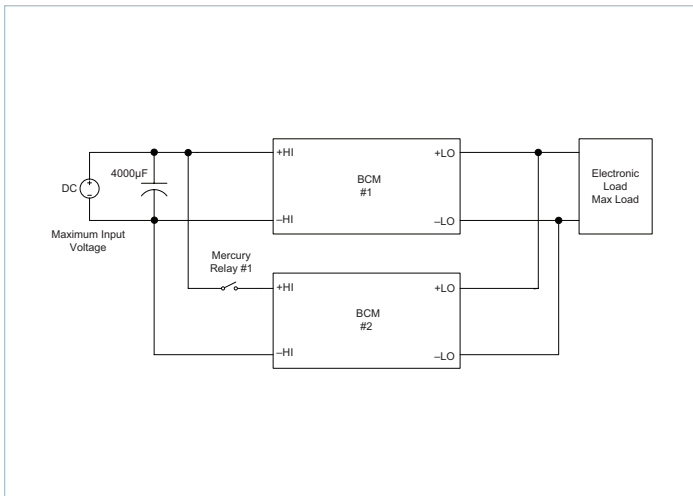 DC
+
–
Maximum Input
Voltage
4000µF
Mercury
Relay #1
+HI
–HI
BCM
#1
+LO
–LO
+HI
–HI
BCM
#2
+LO
–LO
Electronic
Load
Max Load